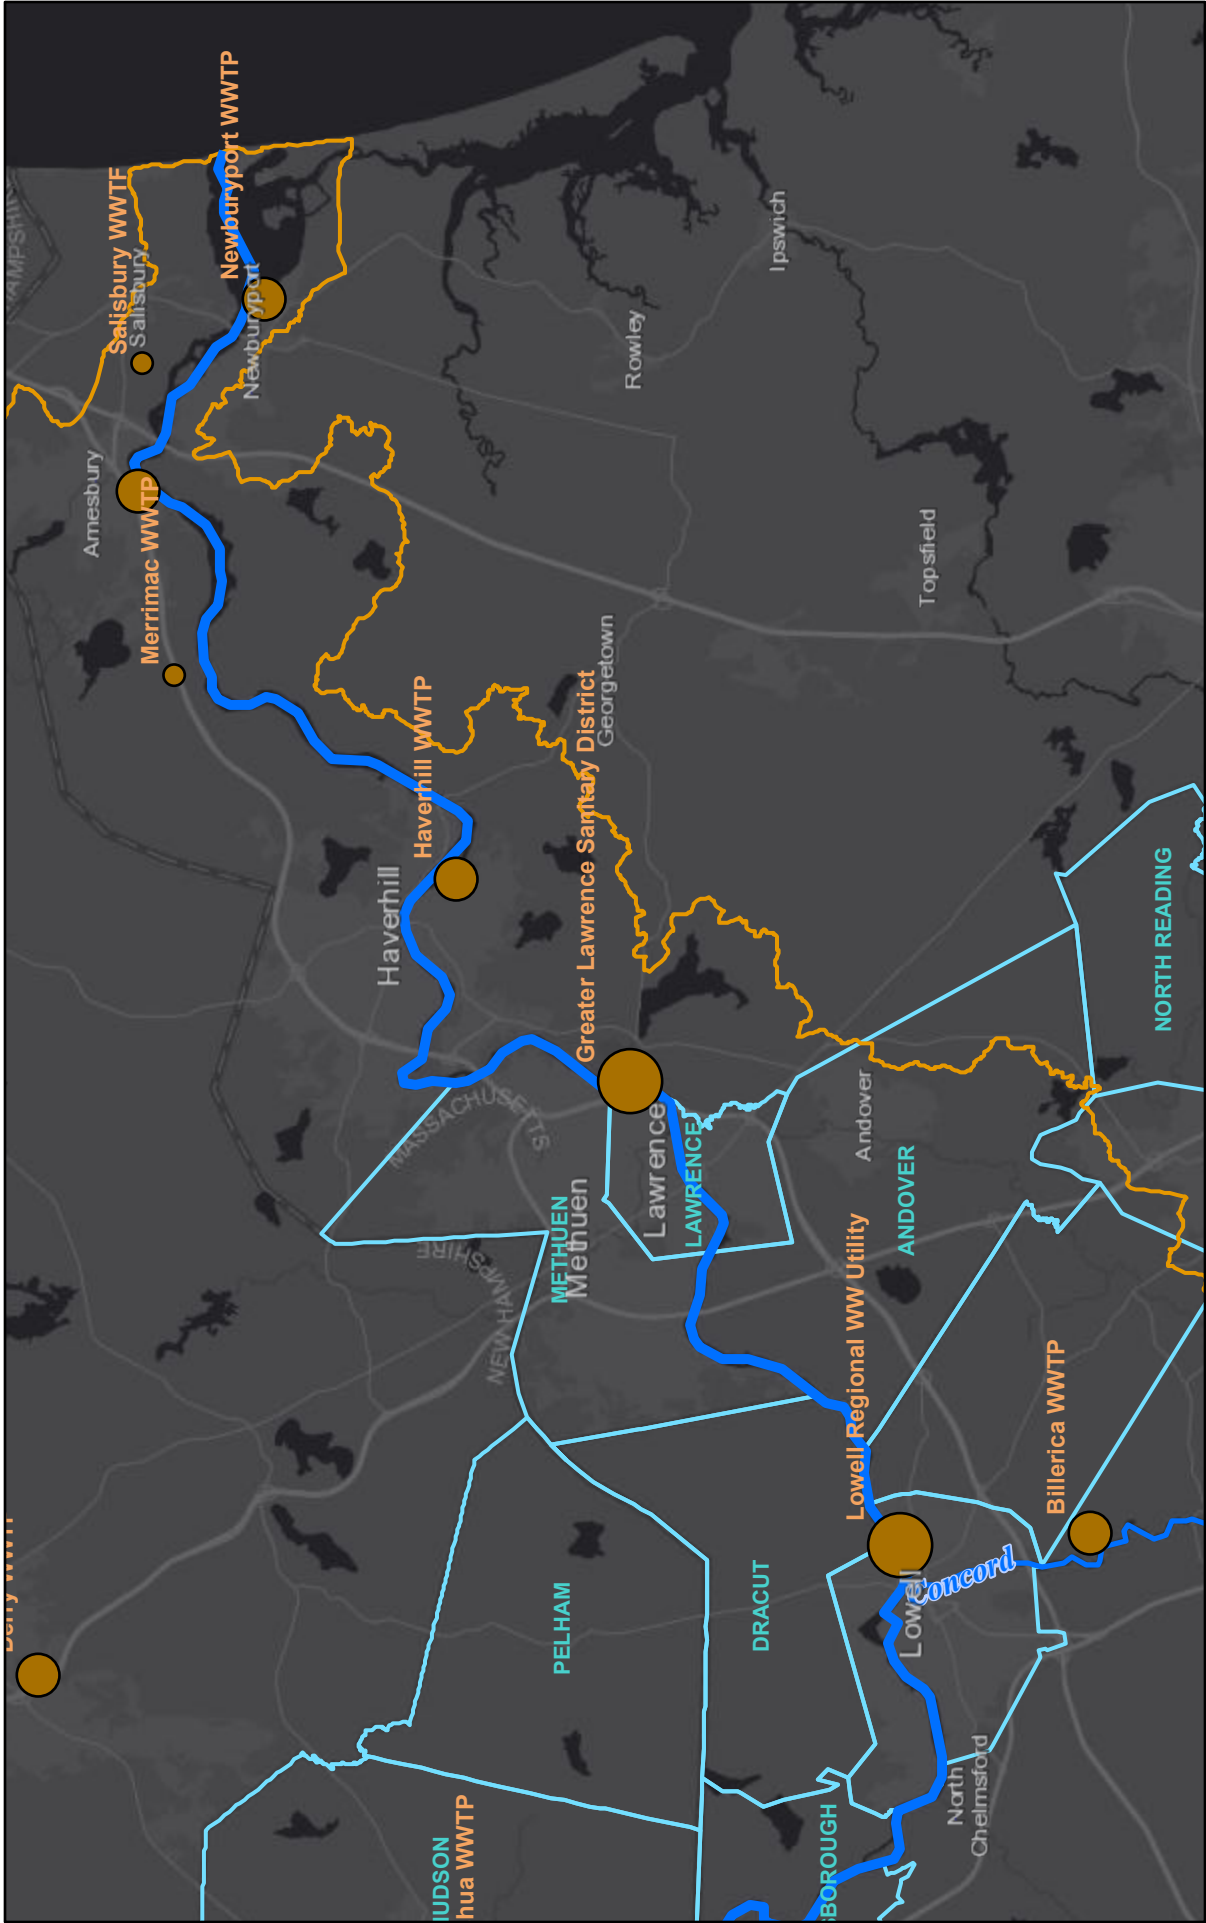 Salisbury WWTF
Salisbury
Newburyport WWTP
Newburyport
Amesbury
Merrimac WWTP
Ipswich
Rowley
Topsfield
Georgetown
Haverhill WWTP
Haverhill
Greater Lawrence Sanitary District
MASSACHUSETTS
NEW HAMPSHIRE
METHUEN
Methuen
Lawrence
LAWRENCE
Andover
ANDOVER
NORTH READING
Lowell Regional WW Utility
Billerica WWTP
Concord
Lowell
DRACUT
PELHAM
North
Chelmsford
SBOROUGH
HUDSON
hua WWTP
AMPSHIR